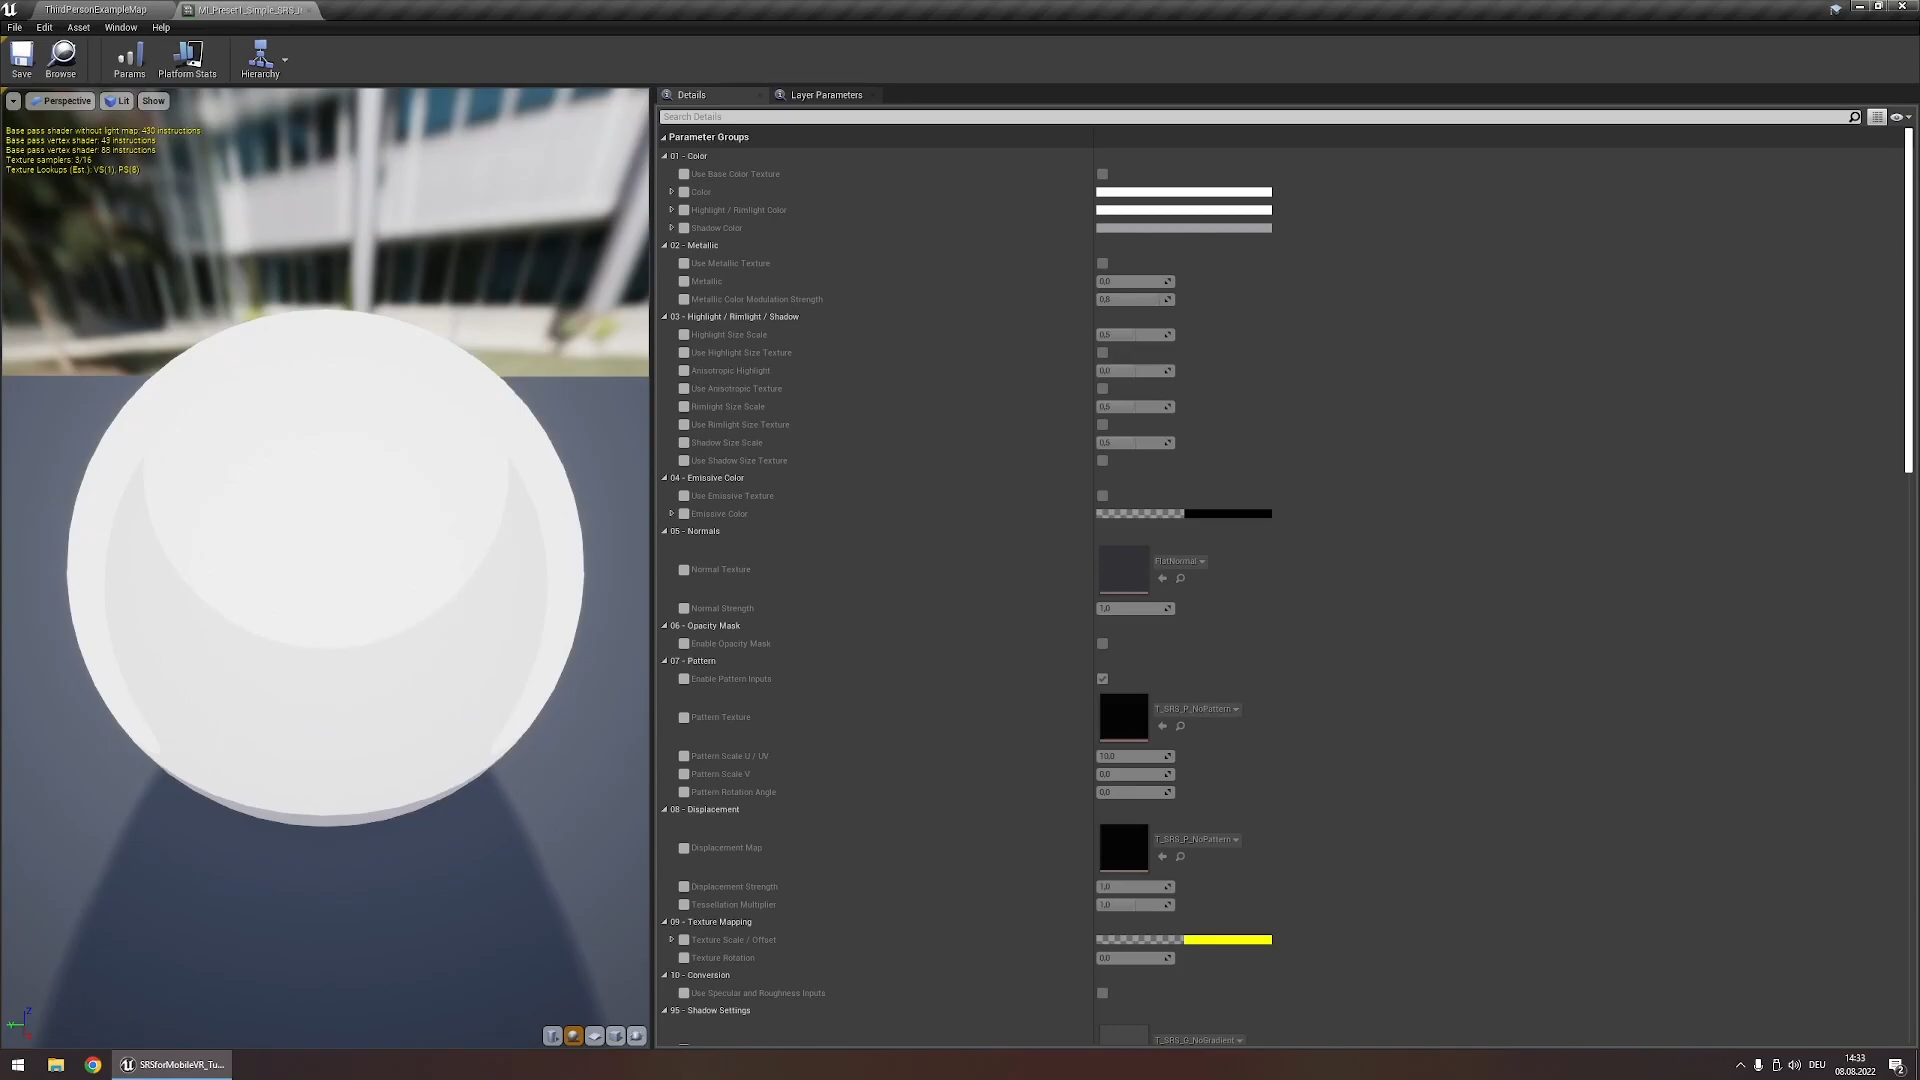 ThirdPersonExampleMap
MI_Preset1_Simple_SRS_
File Edit Asset Window Help
Save Browse Params Platform Stats Hierarchy
Perspective Lit Show
Base pass shader without light map: 430 instructions
Base pass vertex shader: 43 instructions
Base pass vertex shader: 88 instructions
Texture samplers: 3/16
Texture Lookups (Est.): VS(1), PS(8)
Z
Details
Layer Parameters
Search Details
Parameter Groups
01 - Color
Use Base Color Texture
Color
Highlight / Rimlight Color
Shadow Color
02 - Metallic
Use Metallic Texture
Metallic 0,0
Metallic Color Modulation Strength 0,8
03 - Highlight / Rimlight / Shadow
Highlight Size Scale 0,5
Use Highlight Size Texture
Anisotropic Highlight 0,0
Use Anisotropic Texture
Rimlight Size Scale 0,5
Use Rimlight Size Texture
Shadow Size Scale 0,5
Use Shadow Size Texture
04 - Emissive Color
Use Emissive Texture
Emissive Color
05 - Normals
Normal Texture FlatNormal
Normal Strength 1,0
06 - Opacity Mask
Enable Opacity Mask
07 - Pattern
Enable Pattern Inputs
Pattern Texture T_SRS_P_NoPattern
Pattern Scale U / UV 10,0
Pattern Scale V 0,0
Pattern Rotation Angle 0,0
08 - Displacement
Displacement Map T_SRS_P_NoPattern
Displacement Strength 1,0
Tessellation Multiplier 1,0
09 - Texture Mapping
Texture Scale / Offset
Texture Rotation 0,0
10 - Conversion
Use Specular and Roughness Inputs
95 - Shadow Settings
T_SRS_G_NoGradient
SRSforMobileVR_Tu...
DEU
14:33
08.08.2022
2